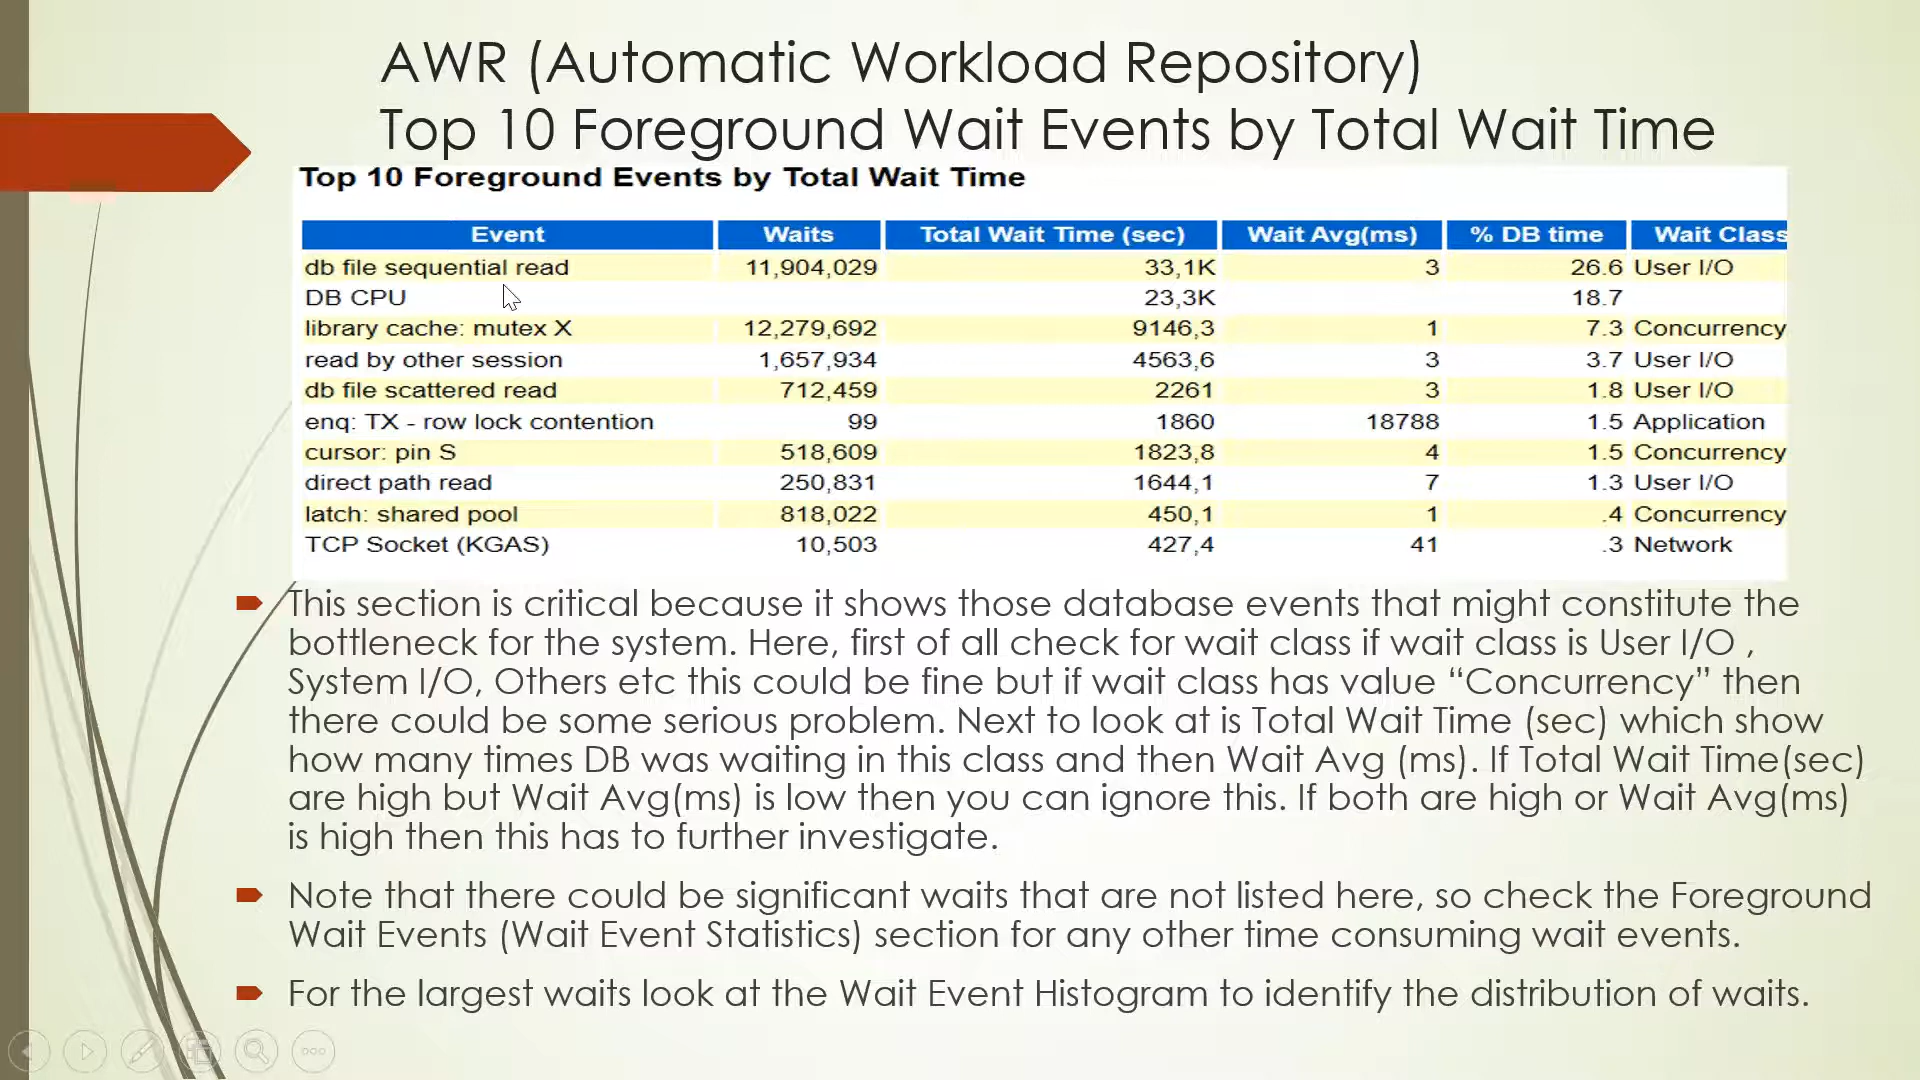 AWR (Automatic Workload Repository)
Top 10 Foreground Wait Events by Total Wait Time
Top 10 Foreground Events by Total Wait Time
Event Waits Total Wait Time (sec) Wait Avg(ms) % DB time Wait Class
db file sequential read 11,904,029 33,1K 3 26.6 User I/O
DB CPU 23,3K 18.7
library cache: mutex X 12,279,692 9146,3 1 7.3 Concurrency
read by other session 1,657,934 4563,6 3 3.7 User I/O
db file scattered read 712,459 2261 3 1.8 User I/O
enq: TX - row lock contention 99 1860 18788 1.5 Application
cursor: pin S 518,609 1823,8 4 1.5 Concurrency
direct path read 250,831 1644,1 7 1.3 User I/O
latch: shared pool 818,022 450,1 1 .4 Concurrency
TCP Socket (KGAS) 10,503 427,4 41 .3 Network
This section is critical because it shows those database events that might constitute the
bottleneck for the system. Here, first of all check for wait class if wait class is User I/O ,
System I/O, Others etc this could be fine but if wait class has value “Concurrency” then
there could be some serious problem. Next to look at is Total Wait Time (sec) which show
how many times DB was waiting in this class and then Wait Avg (ms). If Total Wait Time(sec)
are high but Wait Avg(ms) is low then you can ignore this. If both are high or Wait Avg(ms)
is high then this has to further investigate.
Note that there could be significant waits that are not listed here, so check the Foreground
Wait Events (Wait Event Statistics) section for any other time consuming wait events.
For the largest waits look at the Wait Event Histogram to identify the distribution of waits.